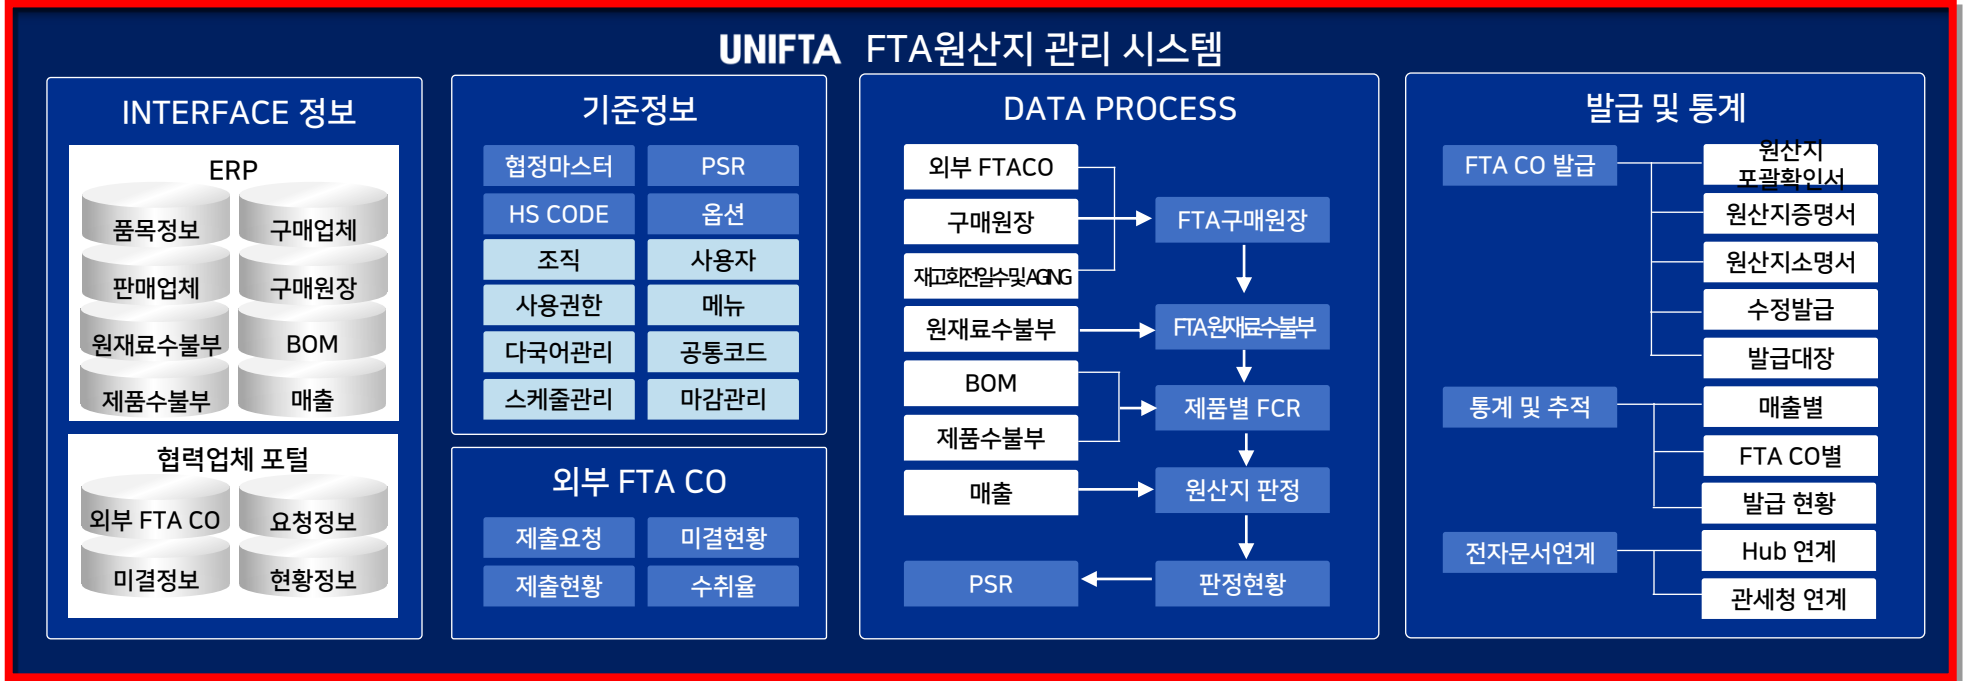 UNIFTA FTA원산지 관리 시스템
INTERFACE 정보
ERP
품목정보 구매업체
판매업체 구매원장
원재료수불부 BOM
제품수불부 매출
협력업체 포털
외부 FTA CO 요청정보
미결정보 현황정보
기준정보
협정마스터 PSR
HS CODE 옵션
조직 사용자
사용권한 메뉴
다국어관리 공통코드
스케줄관리 마감관리
외부 FTA CO
제출요청 미결현황
제출현황 수취율
DATA PROCESS
외부 FTACO
구매원장 FTA구매원장
재고회전일수및AGING
원재료수불부 FTA원재료수불부
BOM
제품별 FCR
제품수불부
매출 원산지 판정
PSR 판정현황
발급 및 통계
FTA CO 발급
원산지
포괄확인서
원산지증명서
원산지소명서
수정발급
발급대장
통계 및 추적 매출별
FTA CO별
발급 현황
전자문서연계 Hub 연계
관세청 연계